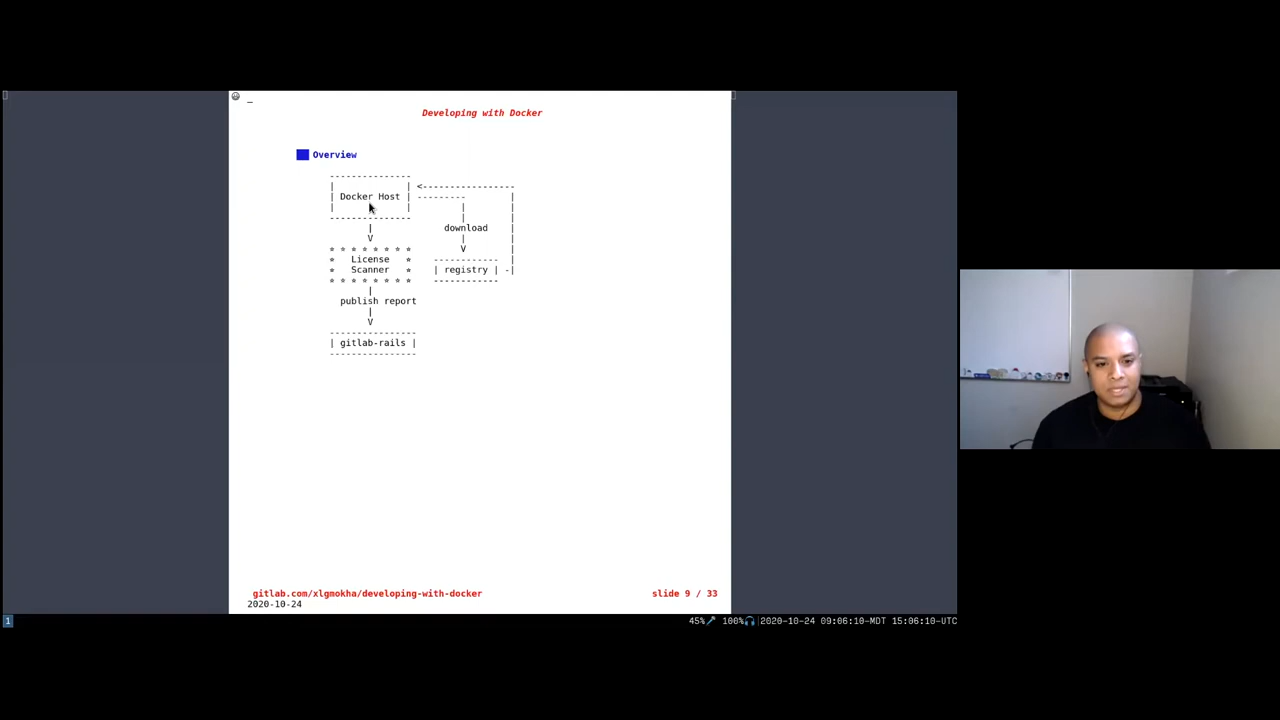 Developing with Docker
Overview
---------------
|              | <-----------------
| Docker Host | ---------         |
|              |         |         |
---------------          |         |
|                 download         |
V                        |         |
* * * * * * * *          V         |
*   License   *     ------------   |
*   Scanner   *     | registry | -|
* * * * * * * *     ------------
|
publish report
|
V
----------------
| gitlab-rails |
----------------
gitlab.com/xlgmokha/developing-with-docker slide 9 / 33
2020-10-24
1 45% 100% 2020-10-24 09:06:10-MDT 15:06:10-UTC